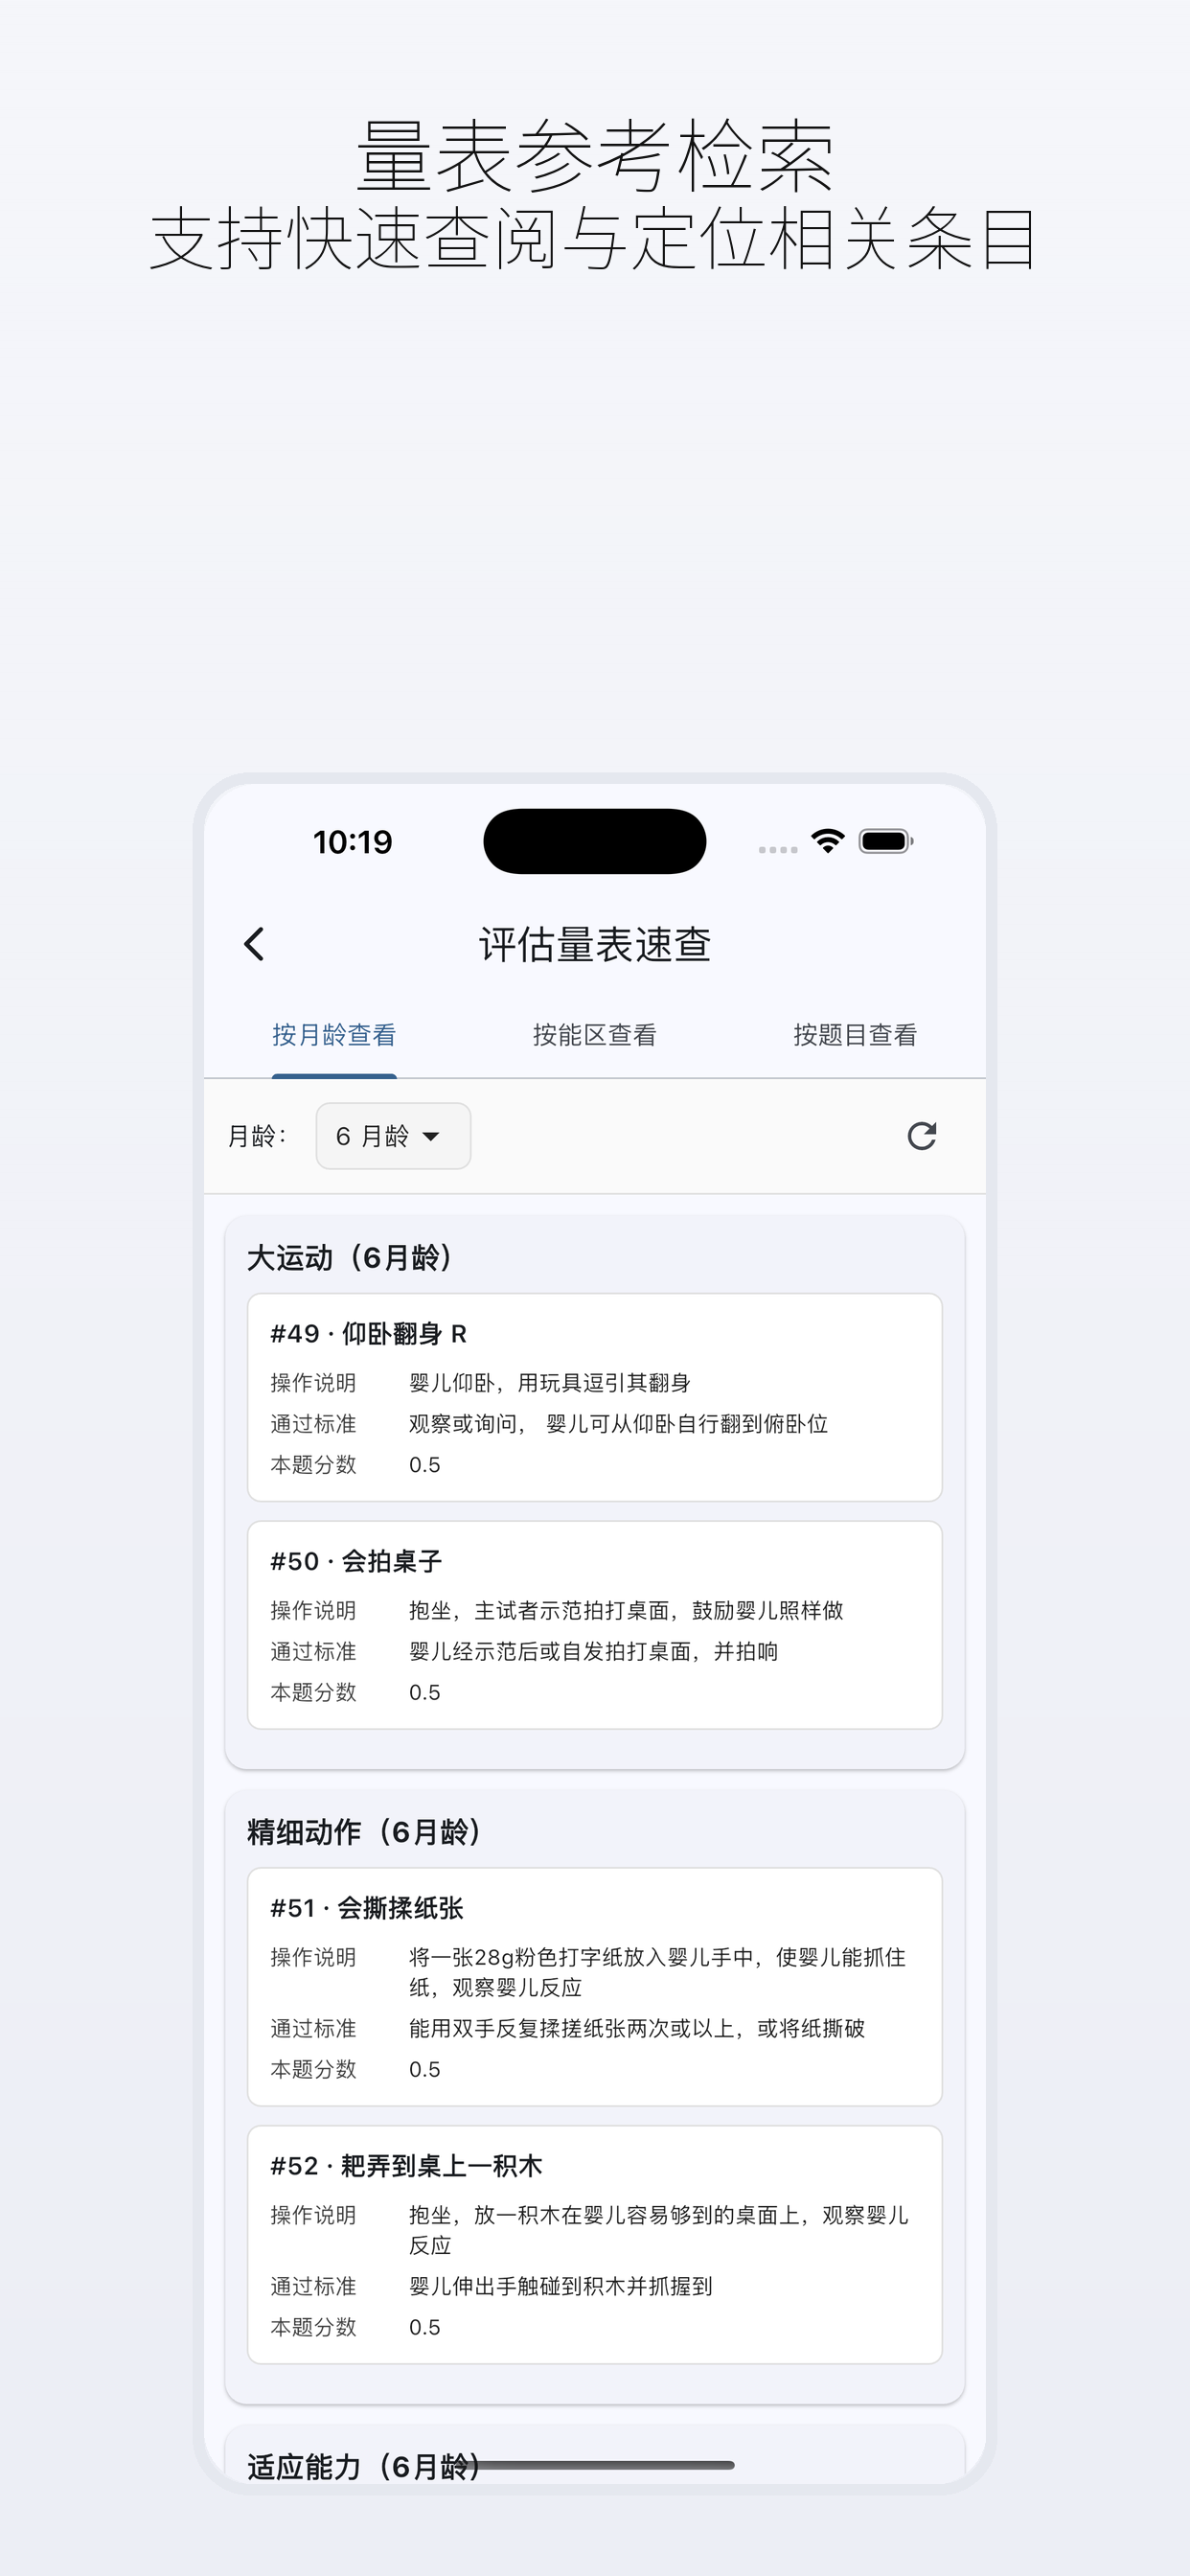 量表参考检索
支持快速查阅与定位相关条目
10:19
评估量表速查
按月龄查看 按能区查看 按题目查看
月龄： 6 月龄
大运动（6月龄）
#49 · 仰卧翻身 R
操作说明 婴儿仰卧，用玩具逗引其翻身
通过标准 观察或询问， 婴儿可从仰卧自行翻到俯卧位
本题分数 0.5
#50 · 会拍桌子
操作说明 抱坐，主试者示范拍打桌面，鼓励婴儿照样做
通过标准 婴儿经示范后或自发拍打桌面，并拍响
本题分数 0.5
精细动作（6月龄）
#51 · 会撕揉纸张
操作说明 将一张28g粉色打字纸放入婴儿手中，使婴儿能抓住
纸，观察婴儿反应
通过标准 能用双手反复揉搓纸张两次或以上，或将纸撕破
本题分数 0.5
#52 · 耙弄到桌上一积木
操作说明 抱坐，放一积木在婴儿容易够到的桌面上，观察婴儿
反应
通过标准 婴儿伸出手触碰到积木并抓握到
本题分数 0.5
适应能力（6月龄）